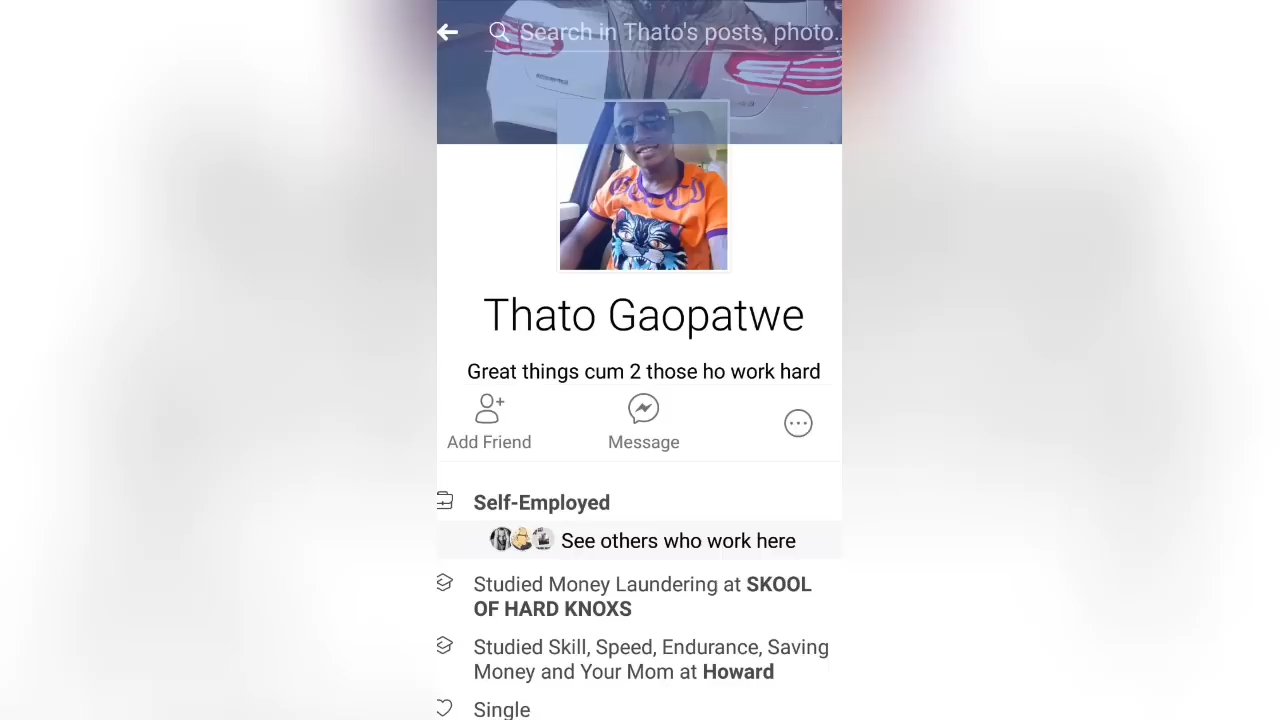 Search in Thato's posts, photo..
GUCCI
Thato Gaopatwe
Great things cum 2 those ho work hard
Add Friend
Message
Self-Employed
See others who work here
Studied Money Laundering at SKOOL
OF HARD KNOXS
Studied Skill, Speed, Endurance, Saving
Money and Your Mom at Howard
Single